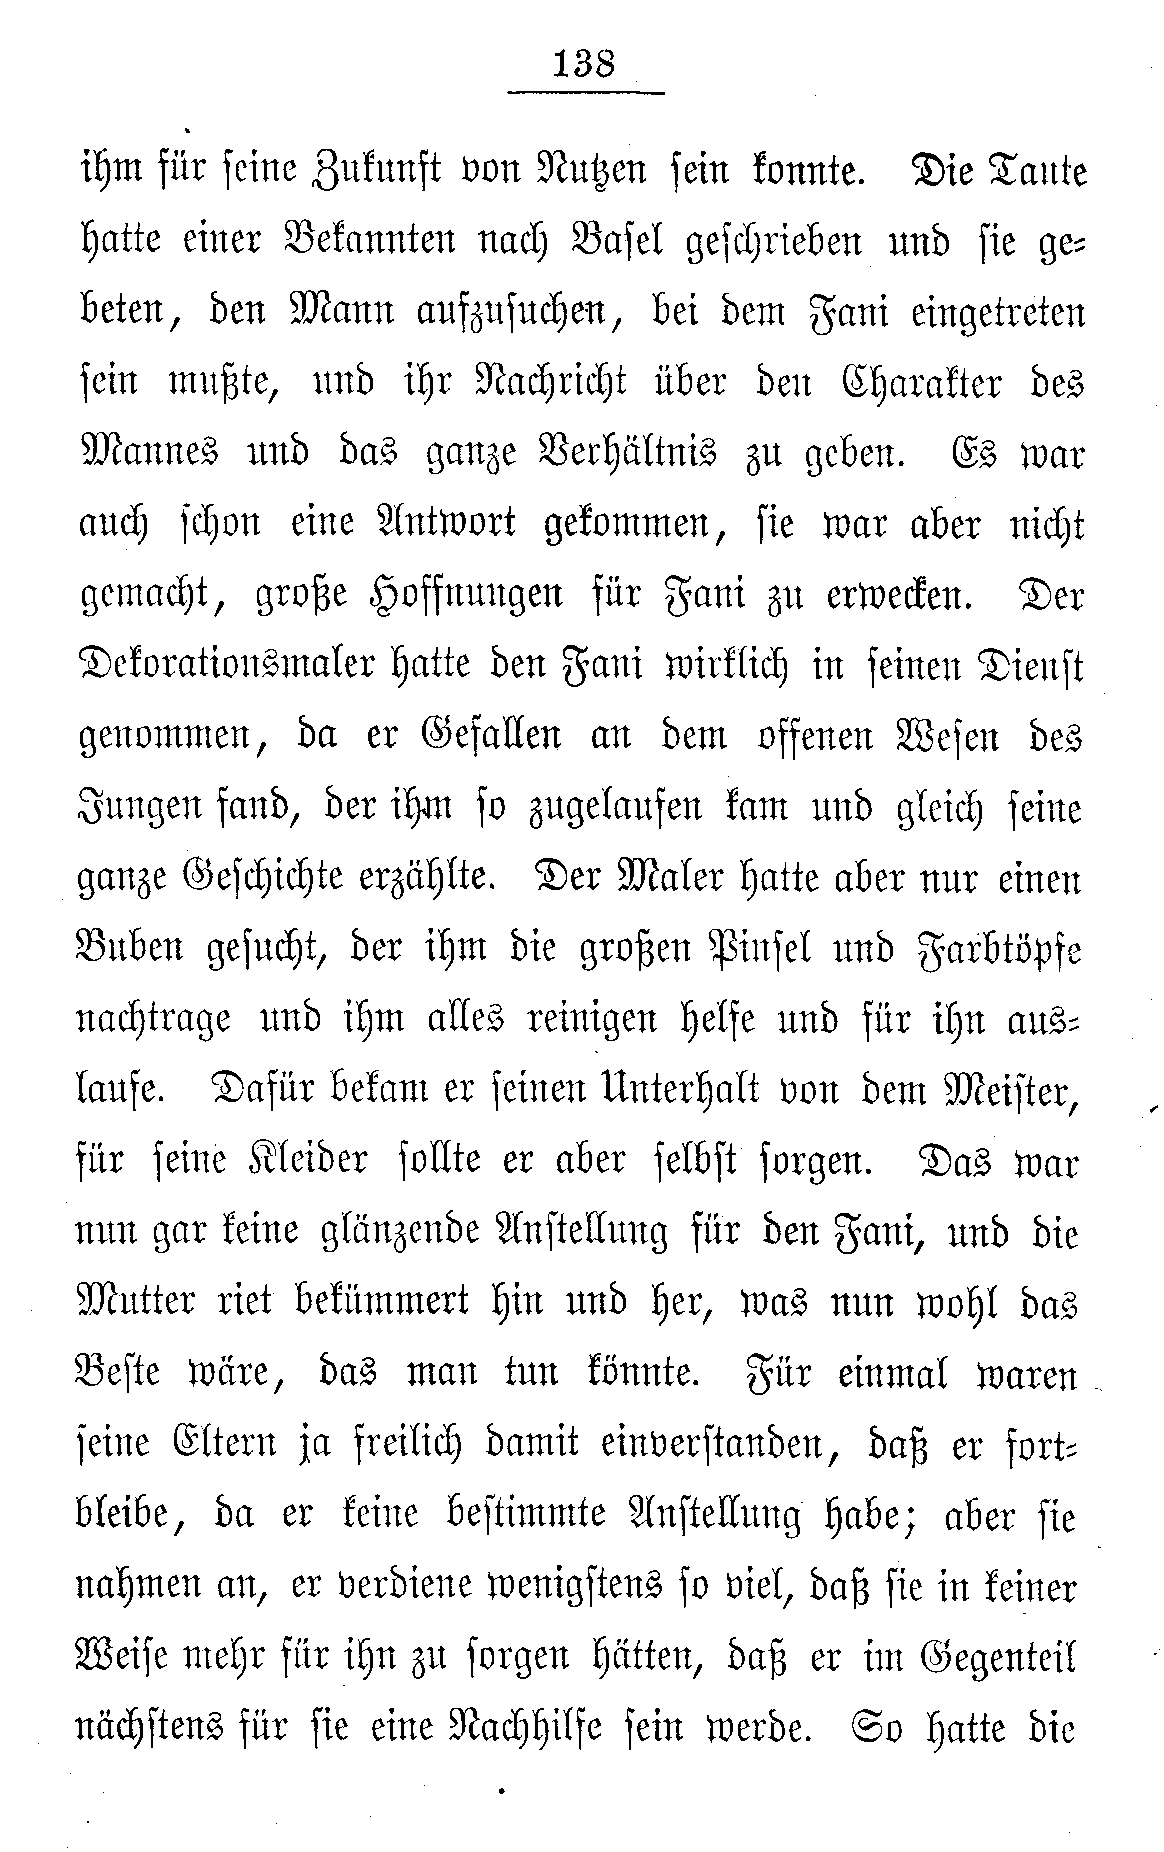 138
ihm für seine Zukunft von Nutzen sein konnte. Die Tante
hatte einer Bekannten nach Basel geschrieben und sie ge-
beten, den Mann aufzusuchen, bei dem Fani eingetreten
sein mußte, und ihr Nachricht über den Charakter des
Mannes und das ganze Verhältnis zu geben. Es war
auch schon eine Antwort gekommen, sie war aber nicht
gemacht, große Hoffnungen für Fani zu erwecken. Der
Dekorationsmaler hatte den Fani wirklich in seinen Dienst
genommen, da er Gefallen an dem offenen Wesen des
Jungen fand, der ihm so zugelaufen kam und gleich seine
ganze Geschichte erzählte. Der Maler hatte aber nur einen
Buben gesucht, der ihm die großen Pinsel und Farbtöpfe
nachtrage und ihm alles reinigen helfe und für ihn aus-
laufe. Dafür bekam er seinen Unterhalt von dem Meister,
für seine Kleider sollte er aber selbst sorgen. Das war
nun gar keine glänzende Anstellung für den Fani, und die
Mutter riet bekümmert hin und her, was nun wohl das
Beste wäre, das man tun könnte. Für einmal waren
seine Eltern ja freilich damit einverstanden, daß er fort-
bleibe, da er keine bestimmte Anstellung habe; aber sie
nahmen an, er verdiene wenigstens so viel, daß sie in keiner
Weise mehr für ihn zu sorgen hätten, daß er im Gegenteil
nächstens für sie eine Nachhilfe sein werde. So hatte die